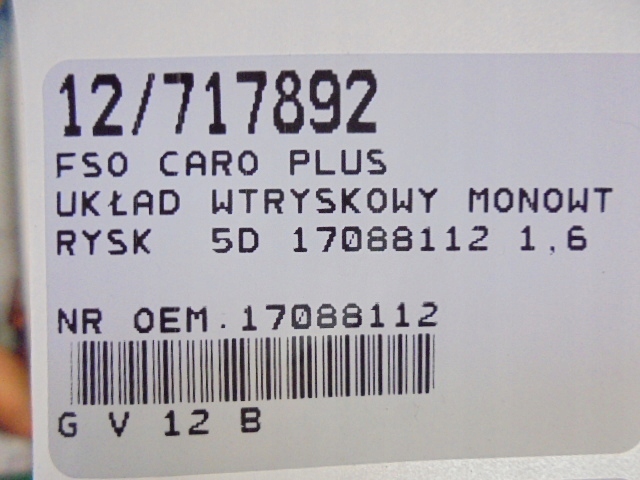 12/717892
FSO CARO PLUS
UKŁAD WTRYSKOWY MONOWT
RYSK 5D 17088112 1,6
NR OEM.17088112
G V 12 B